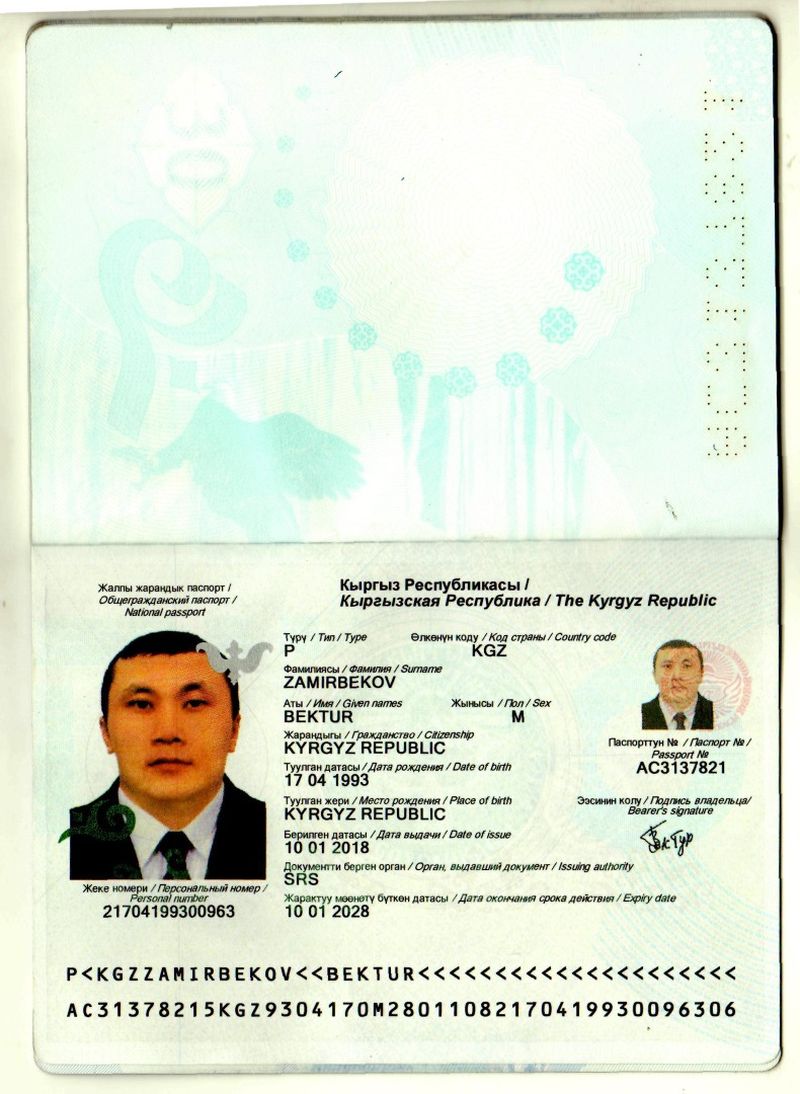 Жалпы жарандык паспорт /
Общегражданский паспорт /
National passport
Кыргыз Республикасы /
Кыргызская Республика / The Kyrgyz Republic
Түрү / Тип / Type
P
Өлкөнүн коду / Код страны / Country code
KGZ
Фамилиясы / Фамилия / Surname
ZAMIRBEKOV
Аты / Имя / Given names
BEKTUR
Жынысы / Пол / Sex
M
Жарандыгы / Гражданство / Citizenship
KYRGYZ REPUBLIC
Туулган датасы / Дата рождения / Date of birth
17 04 1993
Туулган жери / Место рождения / Place of birth
KYRGYZ REPUBLIC
Берилген датасы / Дата выдачи / Date of issue
10 01 2018
Документти берген орган / Орган, выдавший документ / Issuing authority
SRS
Жарактуу мөөнөтү бүткөн датасы / Дата окончания срока действия / Expiry date
10 01 2028
Паспорттун № / Паспорт № /
Passport №
AC3137821
Ээсинин колу / Подпись владельца/
Bearer's signature
БекТур
Жеке номери / Персональный номер /
Personal number
21704199300963
P<KGZZAMIRBEKOV<<BEKTUR<<<<<<<<<<<<<<<<<<<<<
AC31378215KGZ9304170M28011082170419930096306